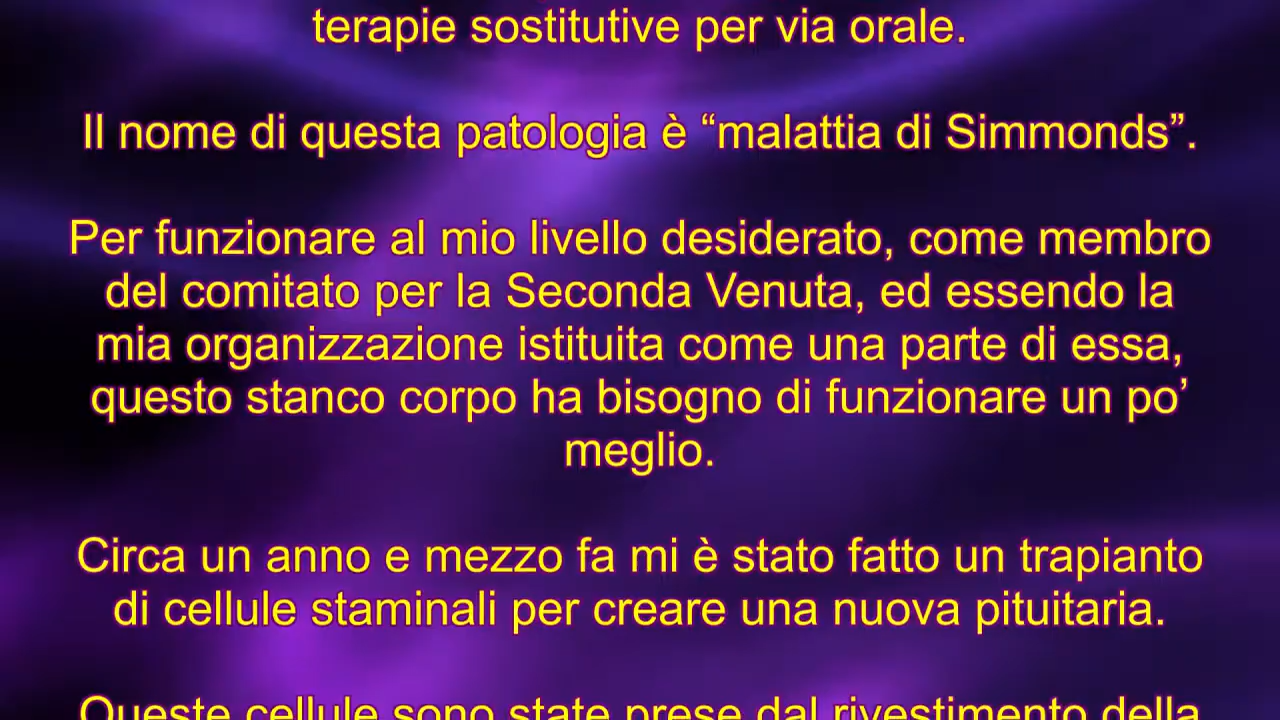 terapie sostitutive per via orale.
Il nome di questa patologia è “malattia di Simmonds”.
Per funzionare al mio livello desiderato, come membro
del comitato per la Seconda Venuta, ed essendo la
mia organizzazione istituita come una parte di essa,
questo stanco corpo ha bisogno di funzionare un po’
meglio.
Circa un anno e mezzo fa mi è stato fatto un trapianto
di cellule staminali per creare una nuova pituitaria.
Queste cellule sono state prese dal rivestimento della